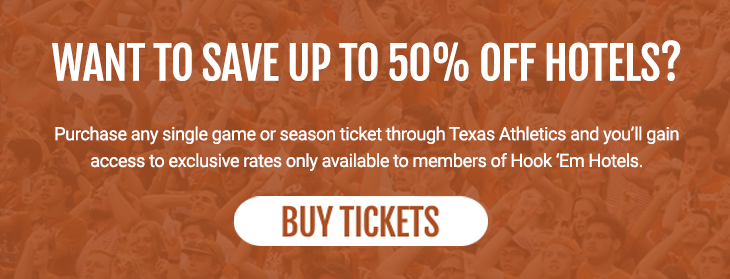 WANT TO SAVE UP TO 50% OFF HOTELS?
Purchase any single game or season ticket through Texas Athletics and you’ll gain
access to exclusive rates only available to members of Hook ‘Em Hotels.
BUY TICKETS